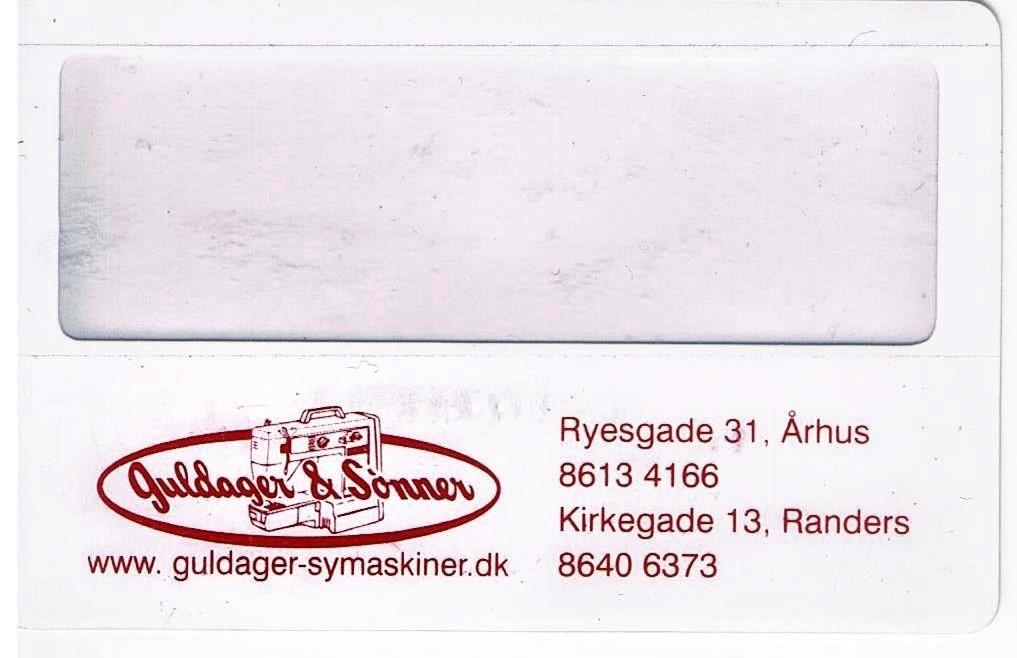 Guldager & Sønner
www. guldager-symaskiner.dk
Ryesgade 31, Århus
8613 4166
Kirkegade 13, Randers
8640 6373